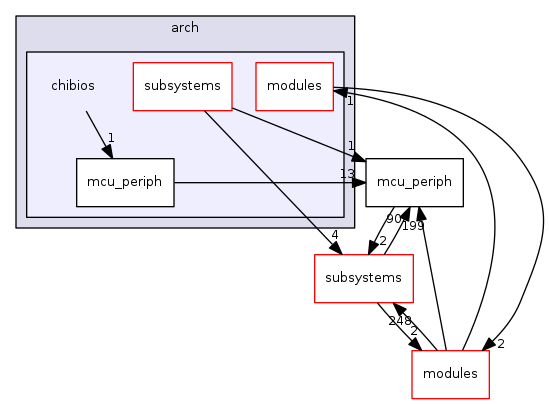 arch
chibios
subsystems
modules
1
1
1
mcu_periph
13
mcu_periph
90
199
4
2
subsystems
248
2
2
modules